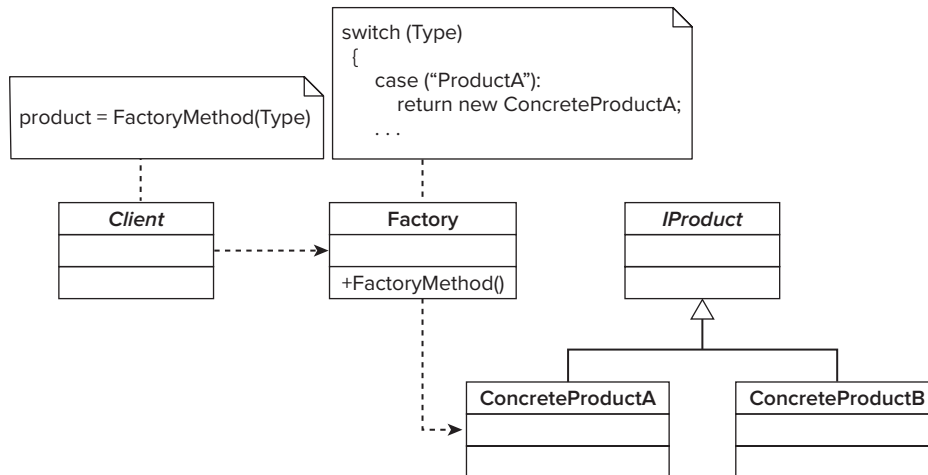 switch (Type)
{
case (“ProductA”):
return new ConcreteProductA;
. . .
product = FactoryMethod(Type)
Client
Factory
IProduct
+FactoryMethod()
ConcreteProductA
ConcreteProductB